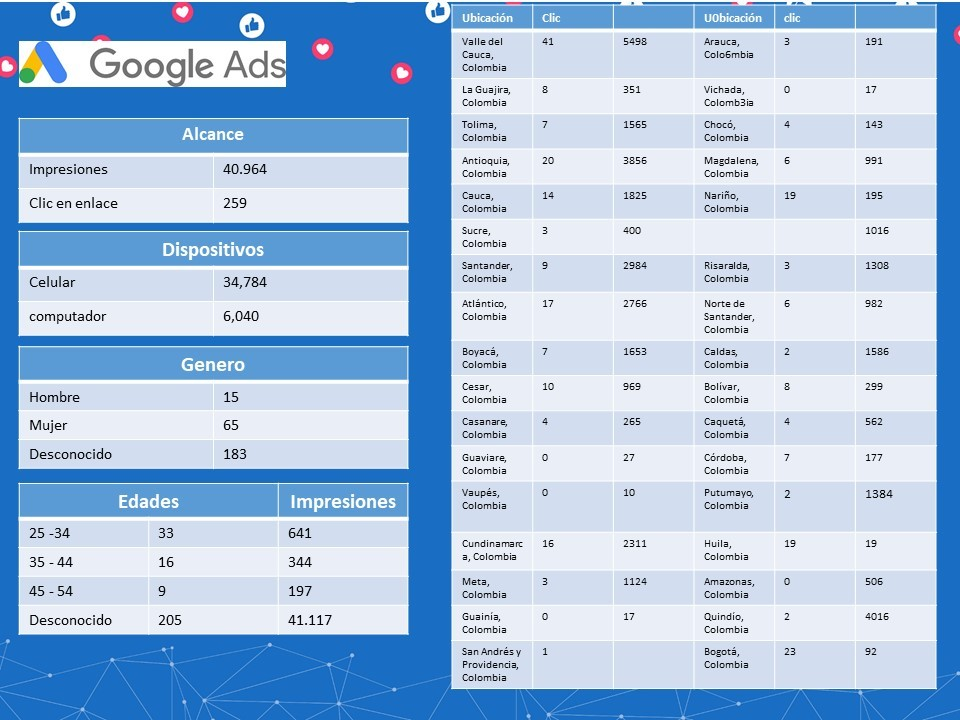 Google Ads
Alcance
Impresiones 40.964
Clic en enlace 259
Dispositivos
Celular 34,784
computador 6,040
Genero
Hombre 15
Mujer 65
Desconocido 183
Edades Impresiones
25 -34 33 641
35 - 44 16 344
45 - 54 9 197
Desconocido 205 41.117
Ubicación Clic U0bicación clic
Valle del 41 5498 Arauca, 3 191
Cauca, Colo6mbia
Colombia
La Guajira, 8 351 Vichada, 0 17
Colombia Colomb3ia
Tolima, 7 1565 Chocó, 4 143
Colombia Colombia
Antioquia, 20 3856 Magdalena, 6 991
Colombia Colombia
Cauca, 14 1825 Nariño, 19 195
Colombia Colombia
Sucre, 3 400 1016
Colombia
Santander, 9 2984 Risaralda, 3 1308
Colombia Colombia
Atlántico, 17 2766 Norte de 6 982
Colombia Santander,
Colombia
Boyacá, 7 1653 Caldas, 2 1586
Colombia Colombia
Cesar, 10 969 Bolívar, 8 299
Colombia Colombia
Casanare, 4 265 Caquetá, 4 562
Colombia Colombia
Guaviare, 0 27 Córdoba, 7 177
Colombia Colombia
Vaupés, 0 10 Putumayo, 2 1384
Colombia Colombia
Cundinamarc 16 2311 Huila, 19 19
a, Colombia Colombia
Meta, 3 1124 Amazonas, 0 506
Colombia Colombia
Guainía, 0 17 Quindío, 2 4016
Colombia Colombia
San Andrés y 1 Bogotá, 23 92
Providencia, Colombia
Colombia